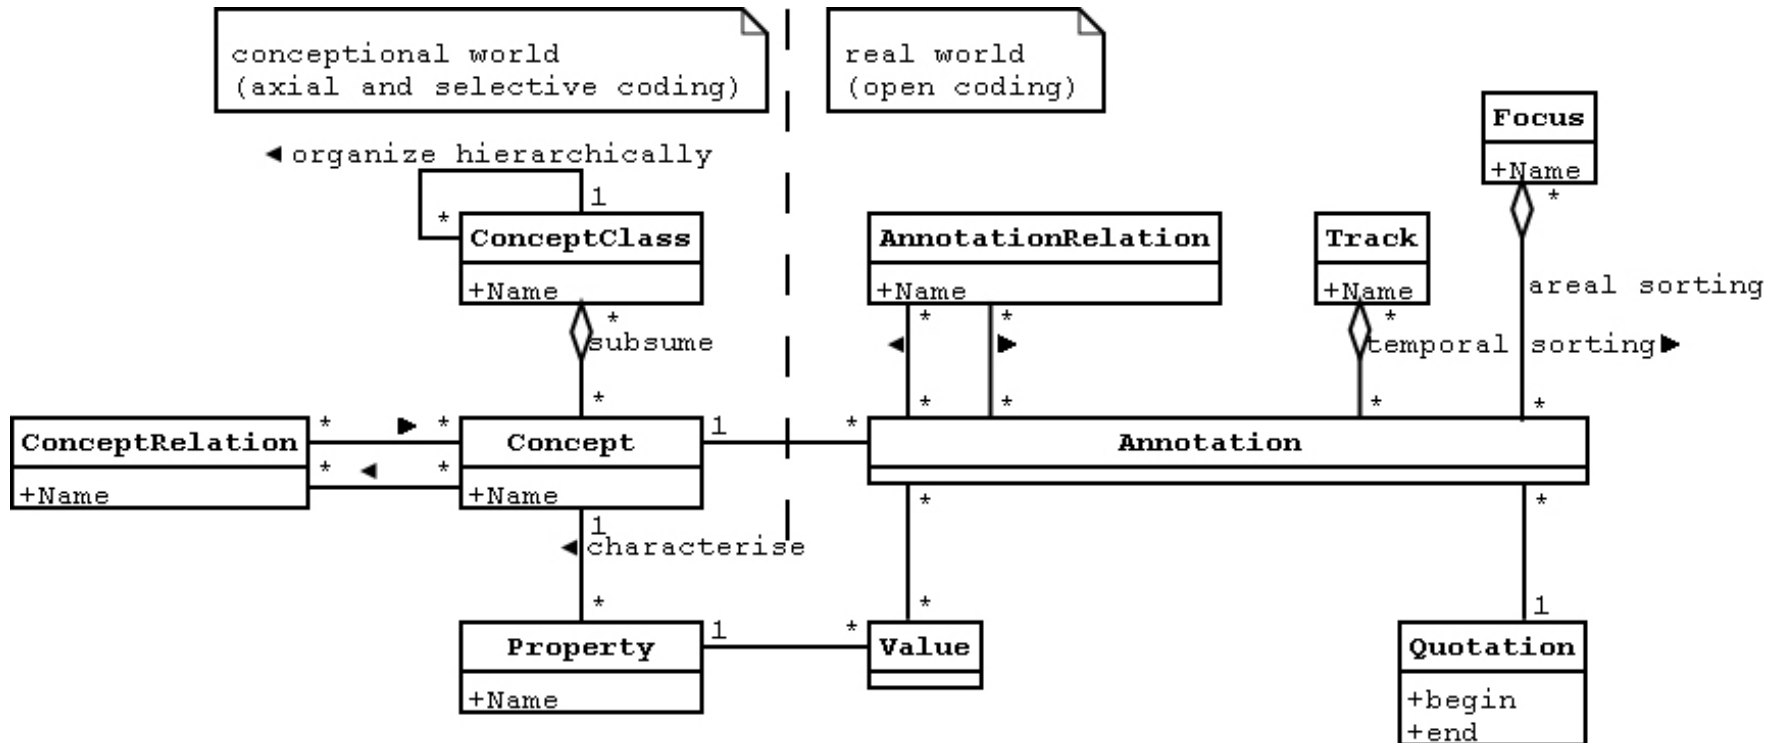 conceptional world
(axial and selective coding)
real world
(open coding)
Focus
+Name
◄ organize hierarchically
1
*
*
ConceptClass
+Name
AnnotationRelation
+Name
Track
+Name
areal sorting
*
subsume
*
*
*
◄
►
*
temporal sorting►
*
*
*
*
*
ConceptRelation
+Name
*
►
*
*
◄
*
Concept
+Name
1
*
Annotation
1
◄characterise
*
*
*
*
1
Property
+Name
1
*
Value
Quotation
+begin
+end